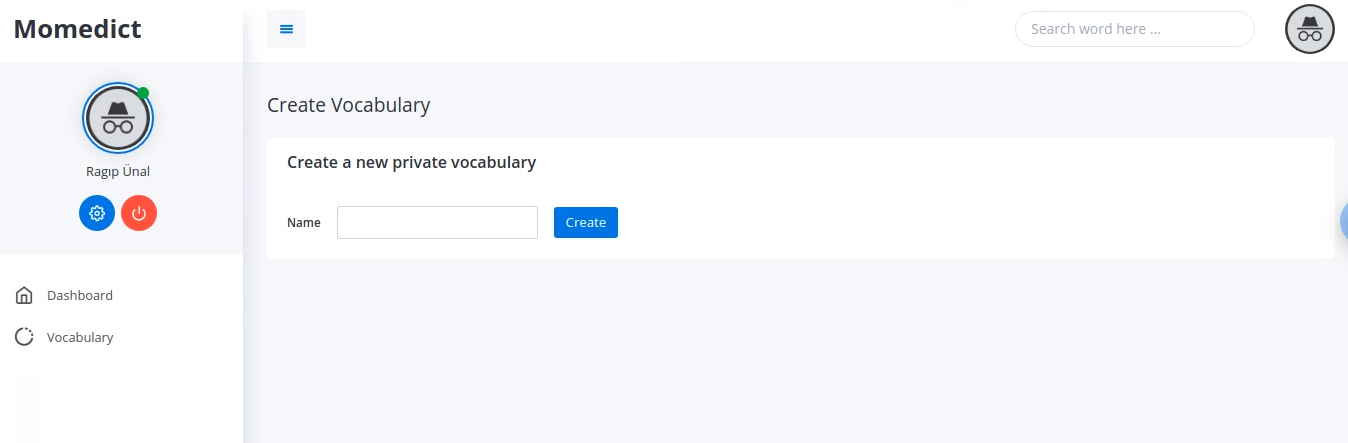 Momedict
Search word here ...
Ragıp Ünal
Dashboard
Vocabulary
Create Vocabulary
Create a new private vocabulary
Name
Create